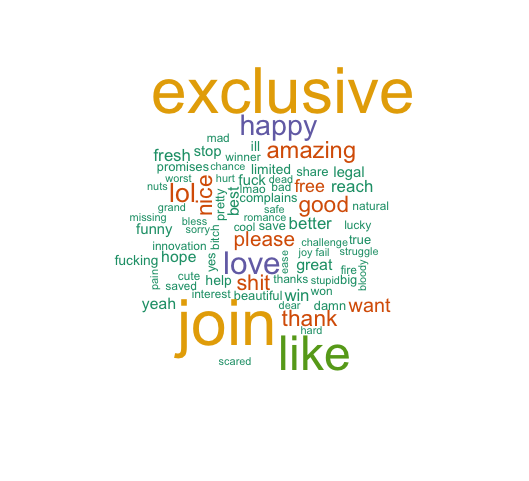 exclusive
happy
mad
ill
amazing
fresh
stop
winner
promises
chance
limited
share
legal
worst
hurt
fuck
dead
nuts
lol
nice
lmao
bad
free
reach
pretty
best
complains
grand
safe
good
natural
missing
bless
romance
funny
sorry
bitch
cool
save
better
lucky
please
innovation
challenge
true
hope
yes
love
ease
joy
fail
struggle
fucking
great
pain
cute
help
shit
thanks
stupid
big
fire
bloody
saved
interest
beautiful
win
won
yeah
join
dear
damn
want
thank
hard
like
scared